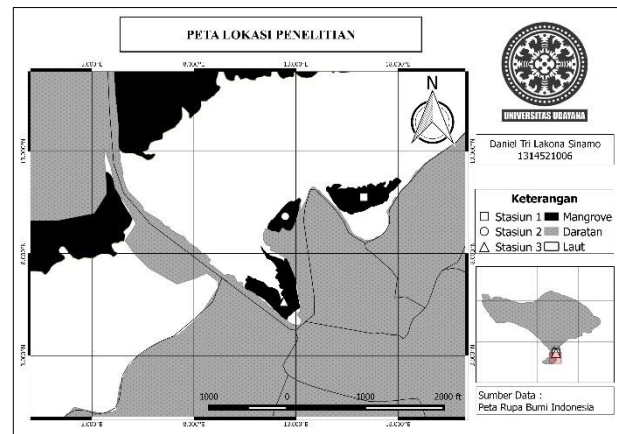 PETA LOKASI PENELITIAN
N
UNIVERSITAS UDAYANA
Daniel Tri Lakona Sinamo
1314521006
Keterangan
Stasiun 1 Mangrove
Stasiun 2 Daratan
Stasiun 3 Laut
1000 0 1000 2000 ft
Sumber Data :
Peta Rupa Bumi Indonesia